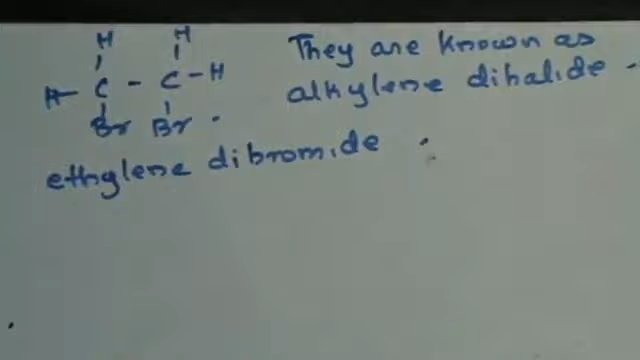 H H
H-C-C-H
Br Br.
They are known as
alkylene dihalide.
ethylene dibromide.